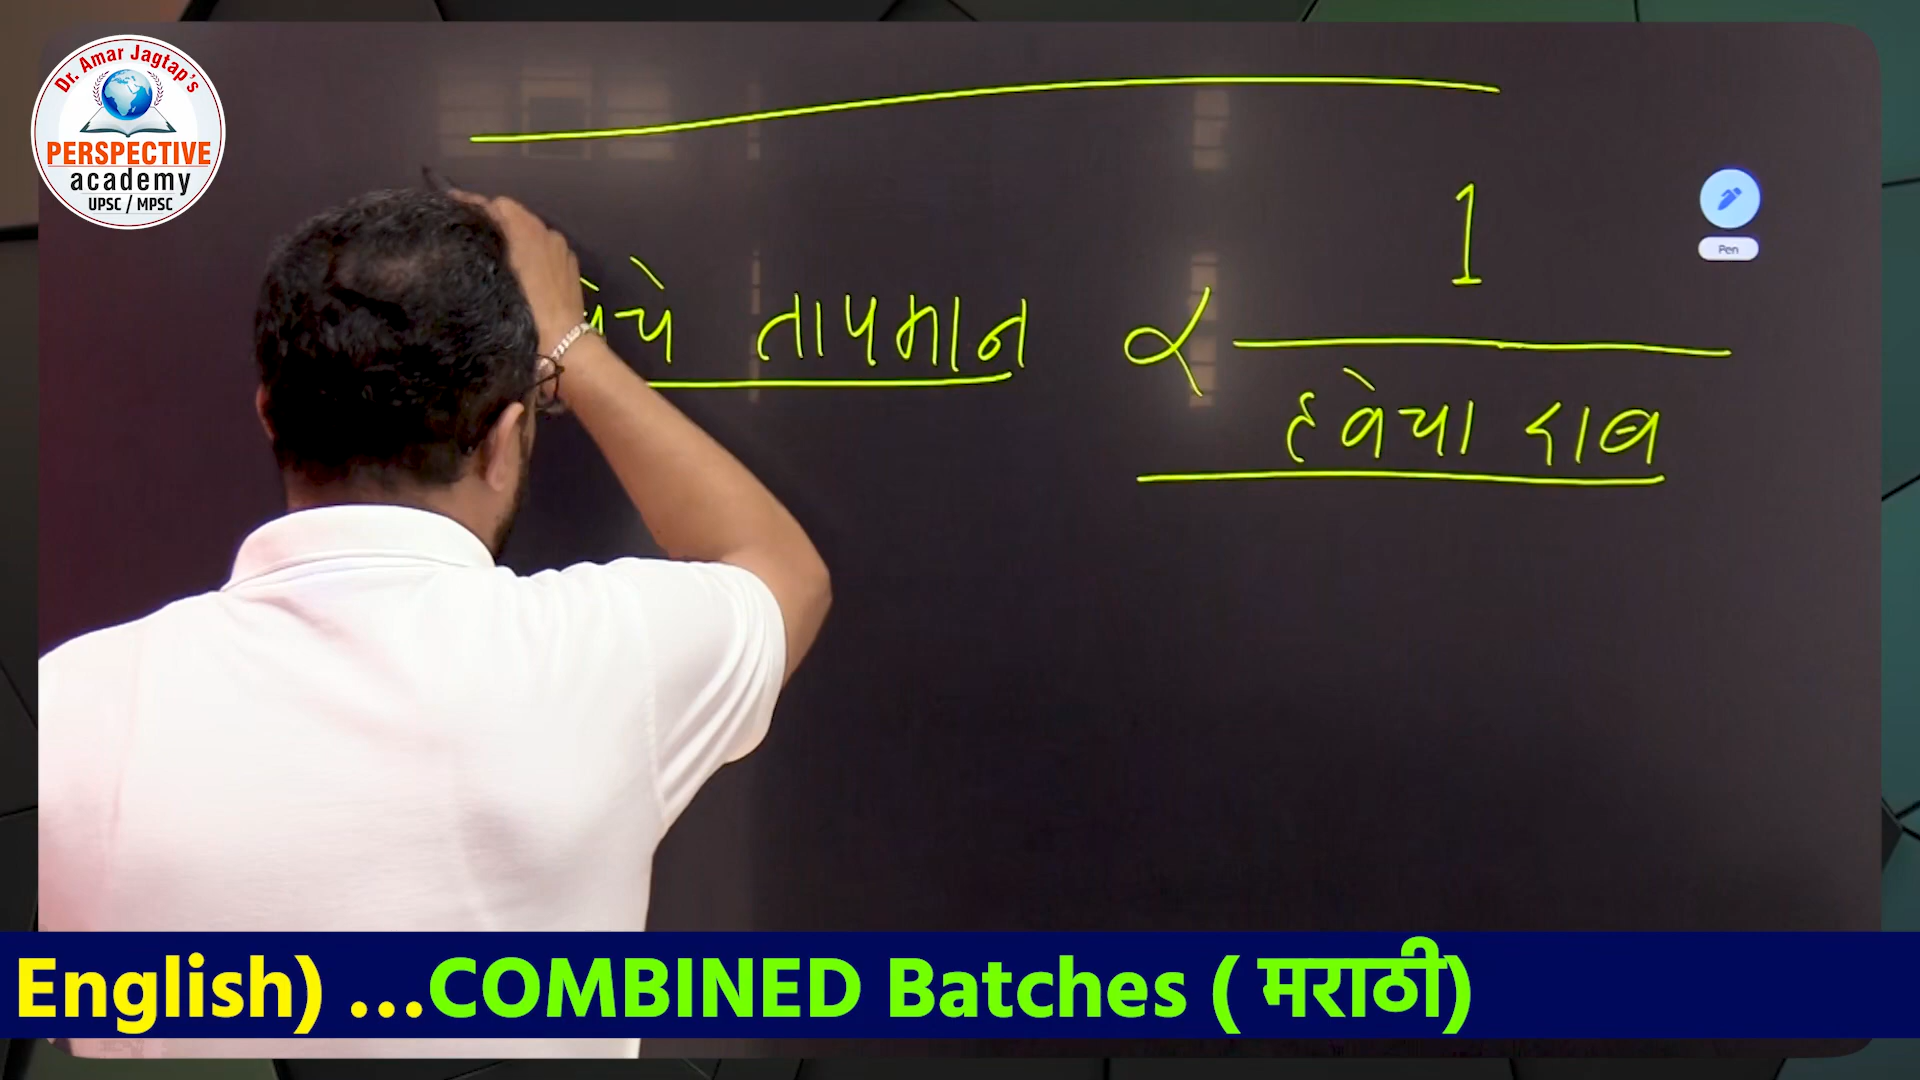 Dr. Amar Jagtap's
PERSPECTIVE
academy
UPSC / MPSC
1
तापमान ∝
हवेचा दाब
Pen
English) ...COMBINED Batches ( मराठी)